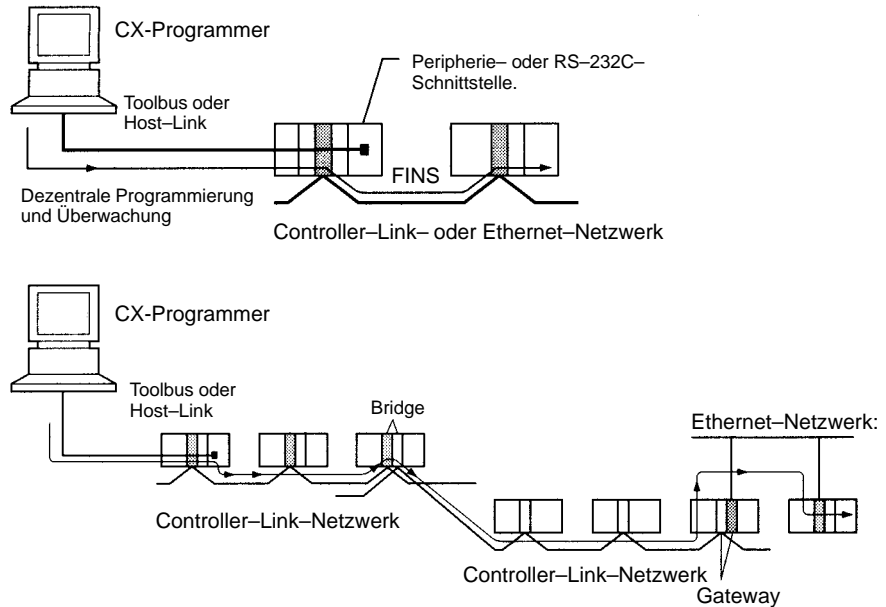 CX-Programmer
Peripherie– oder RS–232C–
Schnittstelle.
Toolbus oder
Host–Link
FINS
Dezentrale Programmierung
und Überwachung
Controller–Link– oder Ethernet–Netzwerk
CX-Programmer
Toolbus oder
Host–Link
Bridge
Ethernet–Netzwerk:
Controller–Link–Netzwerk
Controller–Link–Netzwerk
Gateway